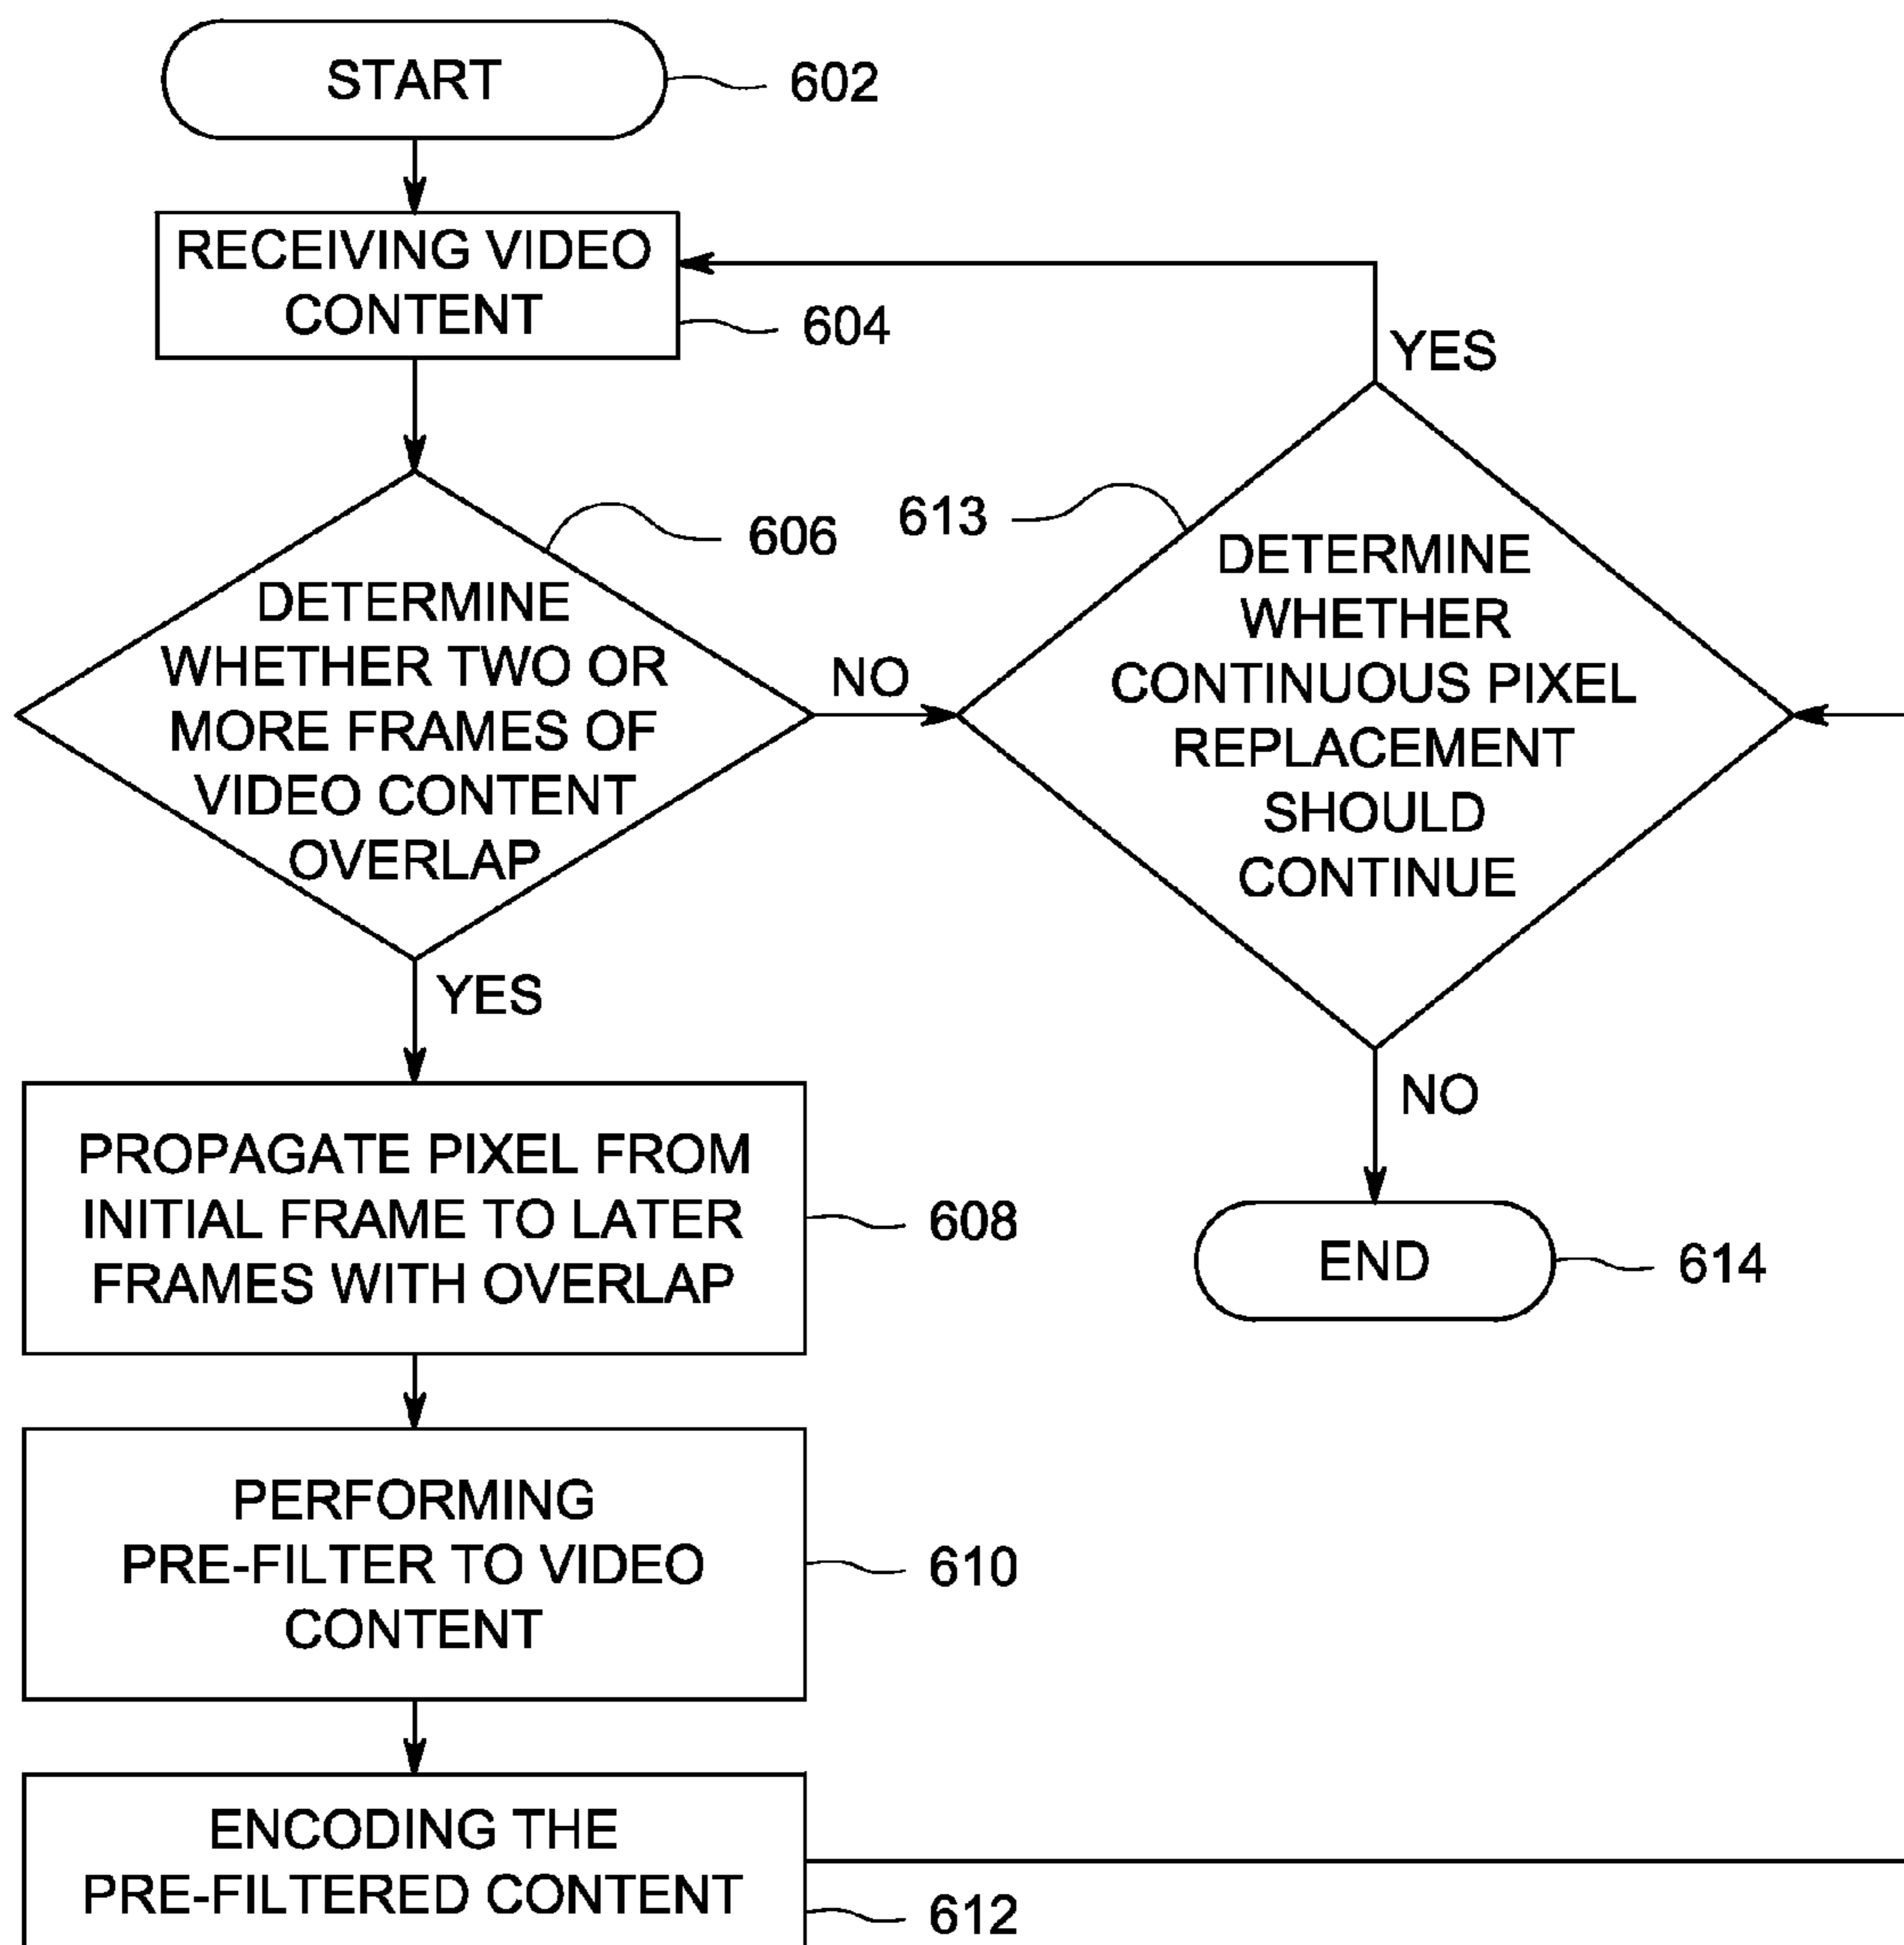 START
602
RECEIVING VIDEO
CONTENT
604
YES
606
613
DETERMINE
WHETHER TWO OR
MORE FRAMES OF
VIDEO CONTENT
OVERLAP
NO
DETERMINE
WHETHER
CONTINUOUS PIXEL
REPLACEMENT
SHOULD
CONTINUE
YES
NO
PROPAGATE PIXEL FROM
INITIAL FRAME TO LATER
FRAMES WITH OVERLAP
608
END
614
PERFORMING
PRE-FILTER TO VIDEO
CONTENT
610
ENCODING THE
PRE-FILTERED CONTENT
612